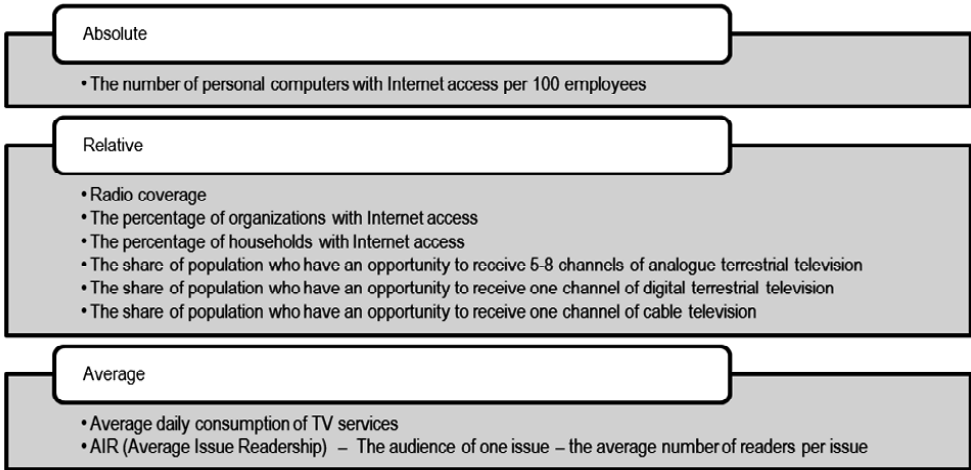 Absolute
• The number of personal computers with Internet access per 100 employees
Relative
• Radio coverage
• The percentage of organizations with Internet access
• The percentage of households with Internet access
• The share of population who have an opportunity to receive 5-8 channels of analogue terrestrial television
• The share of population who have an opportunity to receive one channel of digital terrestrial television
• The share of population who have an opportunity to receive one channel of cable television
Average
• Average daily consumption of TV services
• AIR (Average Issue Readership) – The audience of one issue – the average number of readers per issue